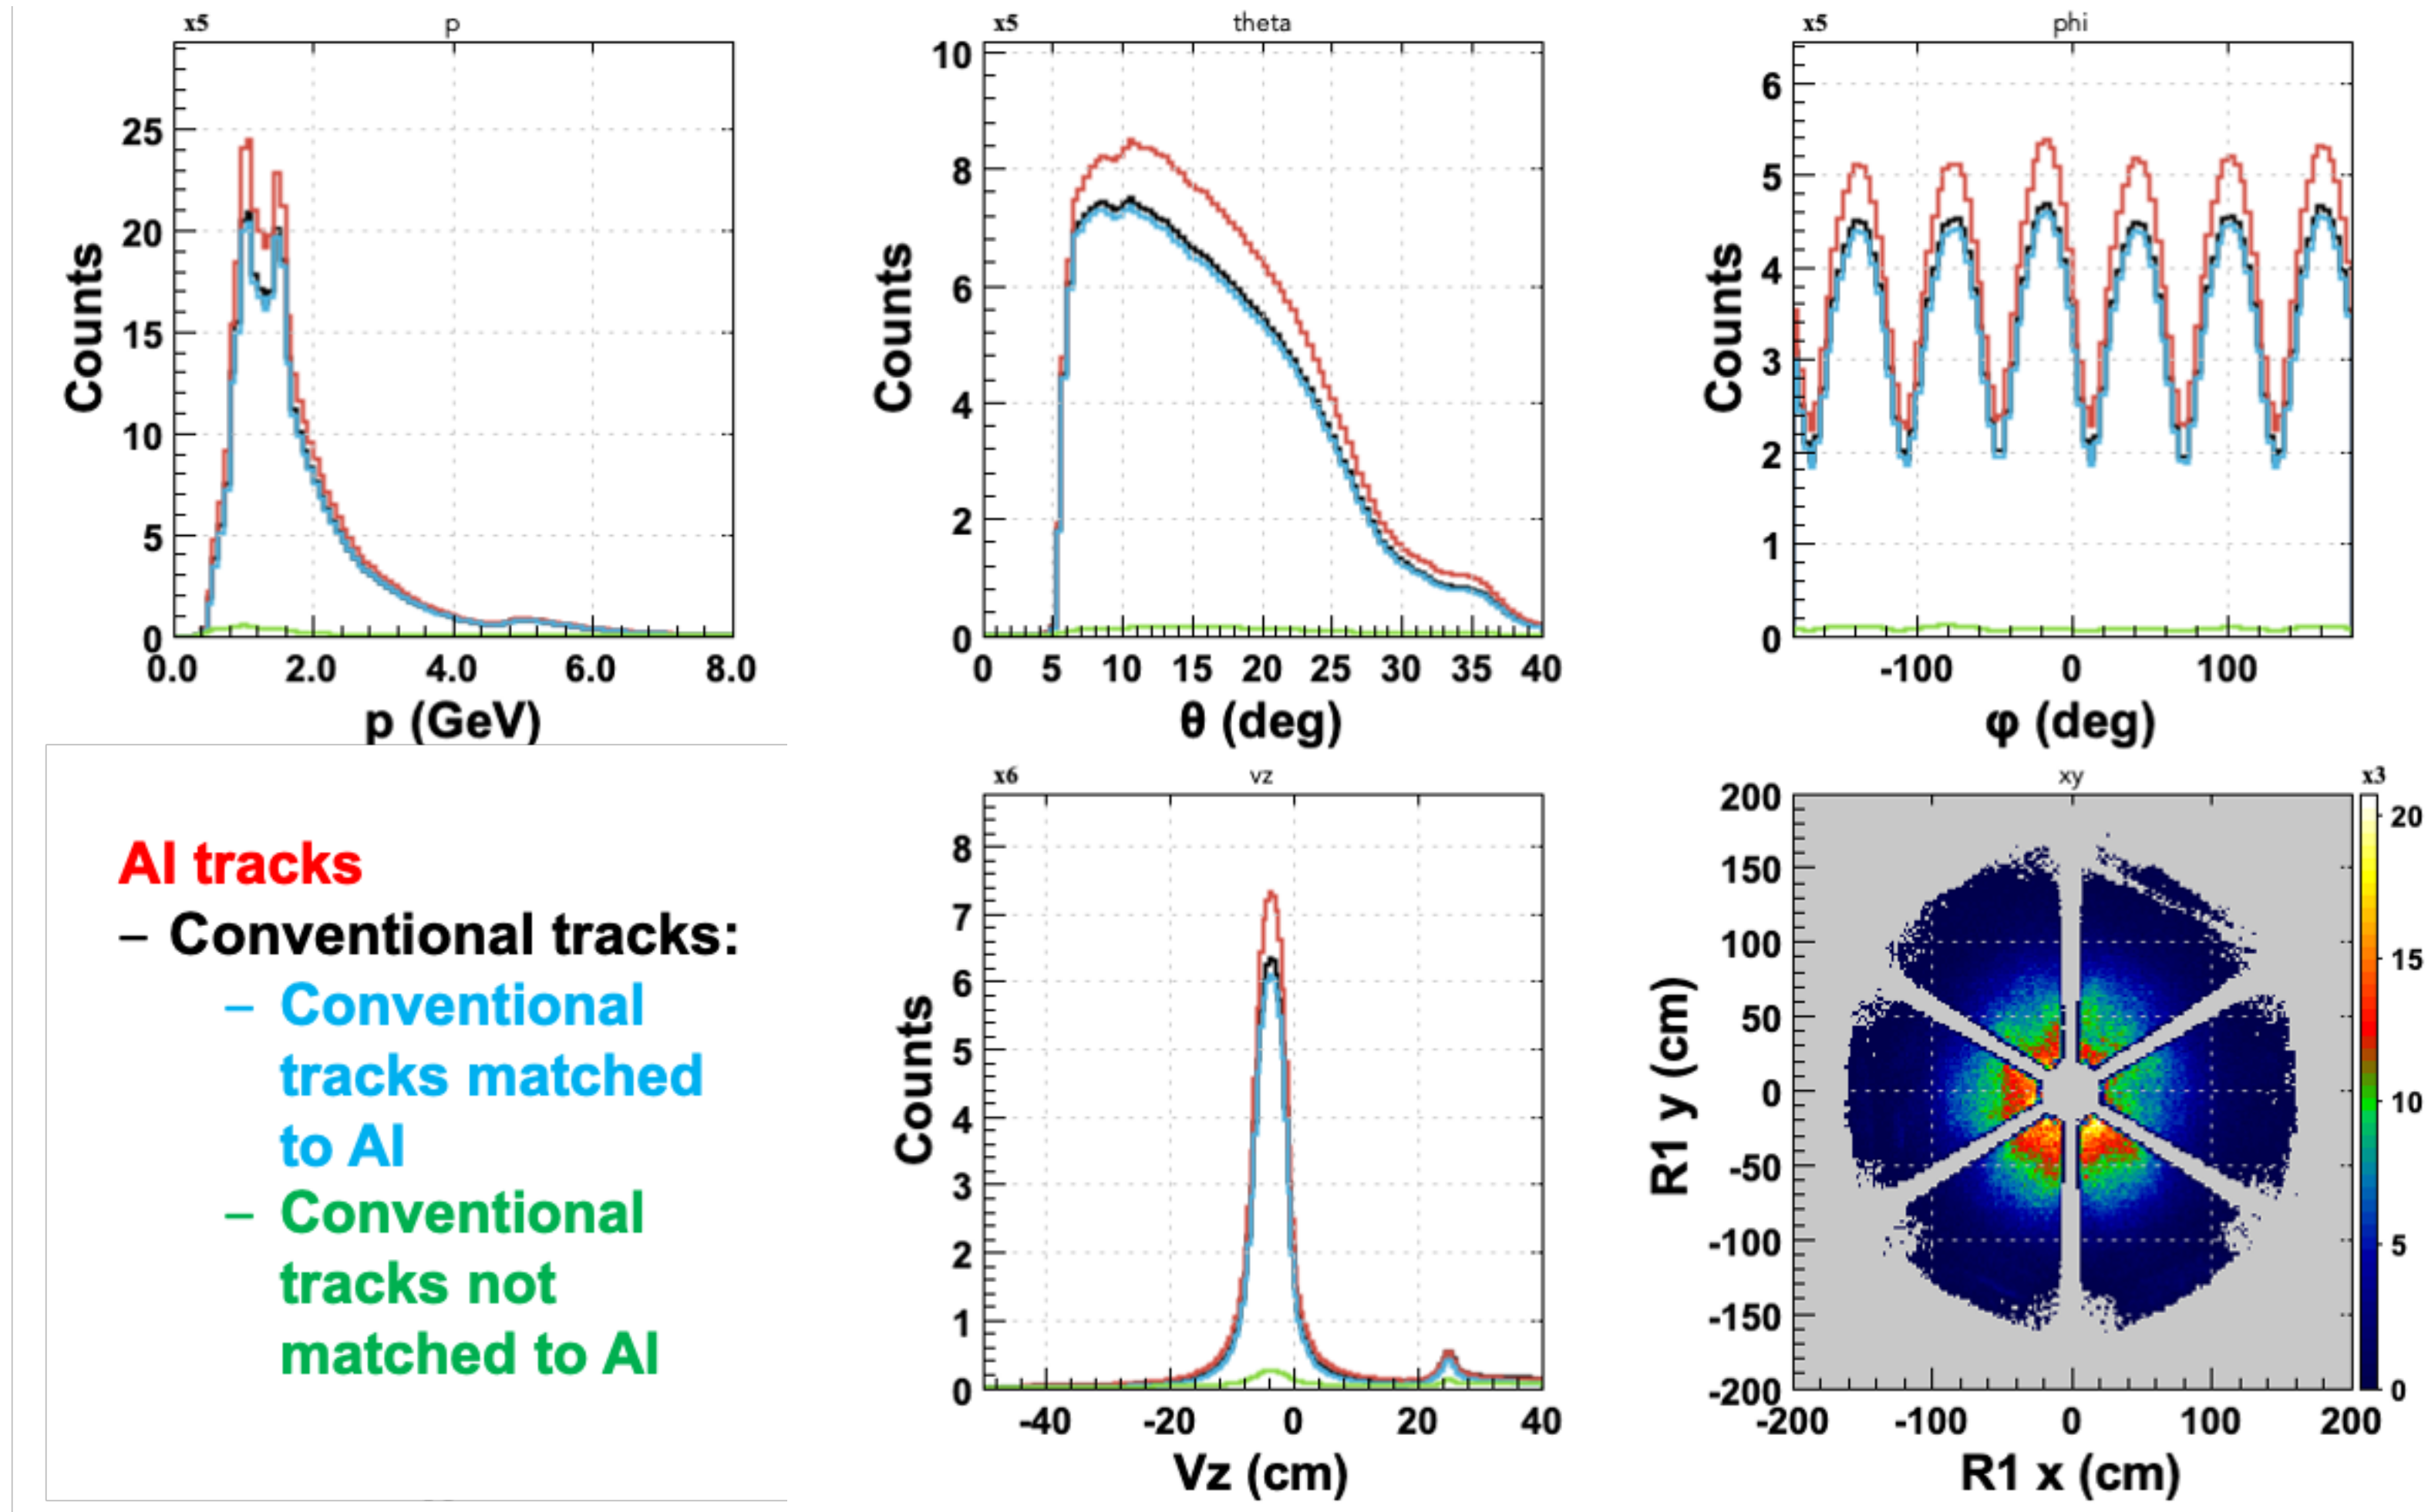 x5 p
25
20
15
10
5
0
Counts
0.0 2.0 4.0 6.0 8.0
p (GeV)
x5 theta
10
8
6
4
2
0
Counts
0 5 10 15 20 25 30 35 40
θ (deg)
x5 phi
6
5
4
3
2
1
0
Counts
-100 0 100
φ (deg)
AI tracks
– Conventional tracks:
– Conventional
tracks matched
to AI
– Conventional
tracks not
matched to AI
x6 vz
8
7
6
5
4
3
2
1
0
Counts
-40 -20 0 20 40
Vz (cm)
xy x3
200
150
100
50
0
-50
-100
-150
-200
R1 y (cm)
-200 -100 0 100 200
R1 x (cm)
20
15
10
5
0